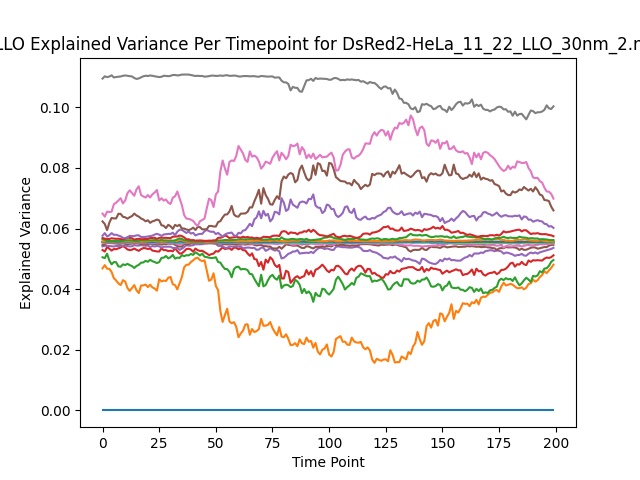 LLO Explained Variance Per Timepoint for DsRed2-HeLa_11_22_LLO_30nm_2.r
Explained Variance
0.10
0.08
0.06
0.04
0.02
0.00
0 25 50 75 100 125 150 175 200
Time Point